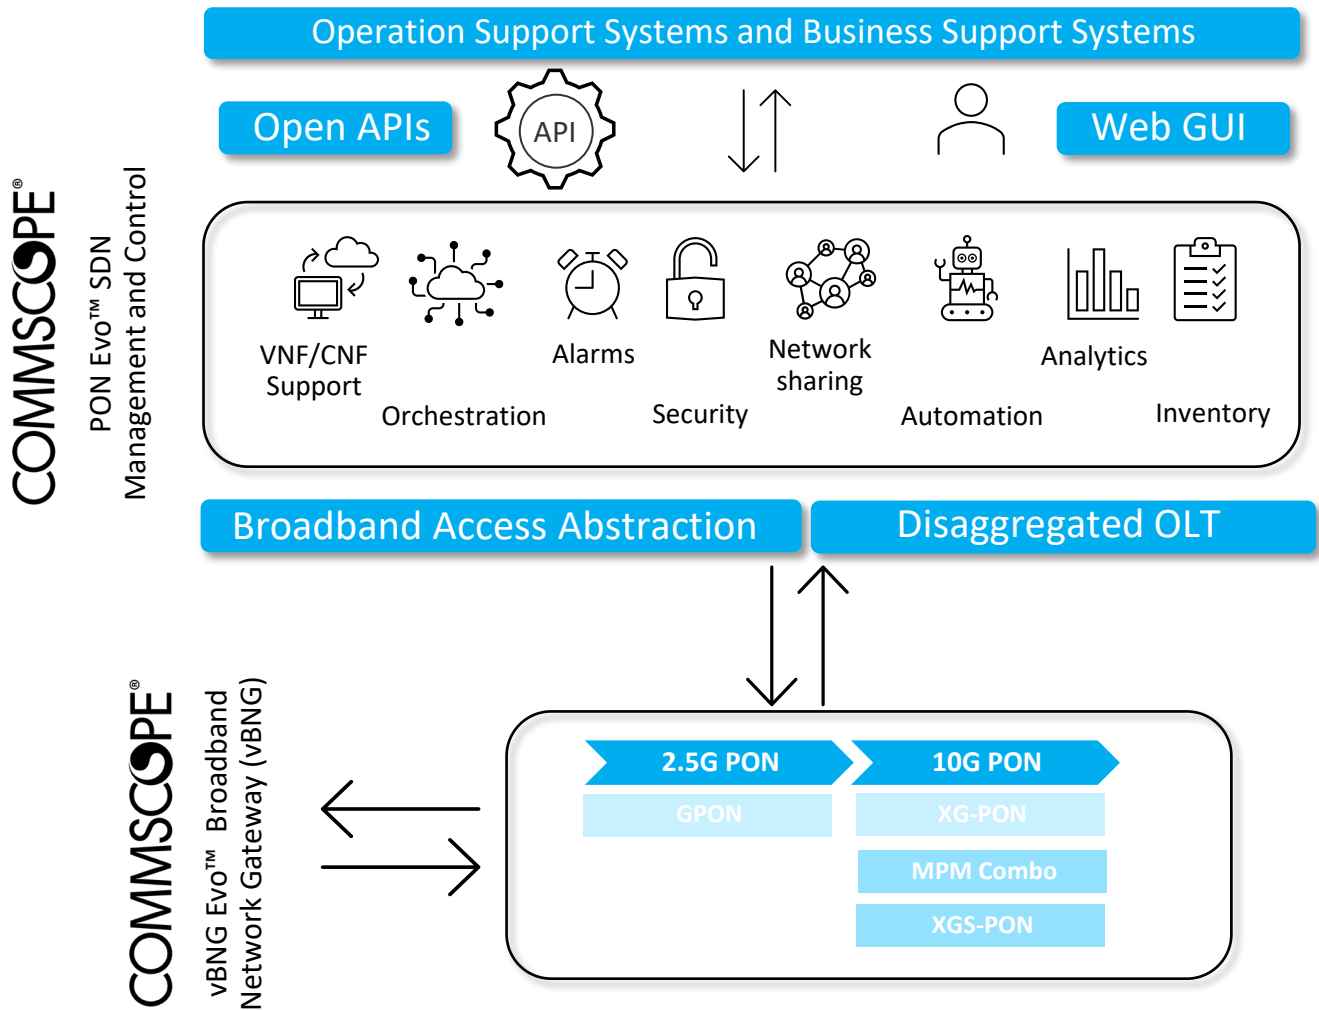 Operation Support Systems and Business Support Systems
Open APIs
API
Web GUI
COMMSCOPE®
PON Evo™ SDN
Management and Control
VNF/CNF
Support
Orchestration
Alarms
Security
Network
sharing
Automation
Analytics
Inventory
Broadband Access Abstraction
Disaggregated OLT
COMMSCOPE®
vBNG Evo™ Broadband
Network Gateway (vBNG)
2.5G PON
10G PON
GPON
XG-PON
MPM Combo
XGS-PON